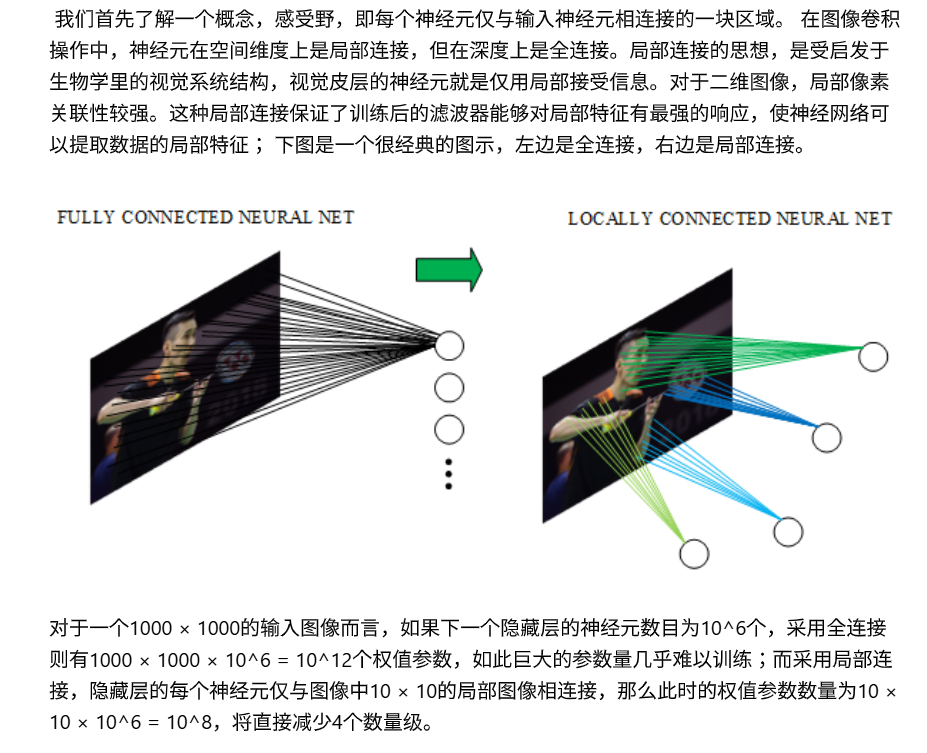 我们首先了解一个概念，感受野，即每个神经元仅与输入神经元相连接的一块区域。 在图像卷积
操作中，神经元在空间维度上是局部连接，但在深度上是全连接。局部连接的思想，是受启发于
生物学里的视觉系统结构，视觉皮层的神经元就是仅用局部接受信息。对于二维图像，局部像素
关联性较强。这种局部连接保证了训练后的滤波器能够对局部特征有最强的响应，使神经网络可
以提取数据的局部特征； 下图是一个很经典的图示，左边是全连接，右边是局部连接。
FULLY CONNECTED NEURAL NET
LOCALLY CONNECTED NEURAL NET
对于一个1000 × 1000的输入图像而言，如果下一个隐藏层的神经元数目为10^6个，采用全连接
则有1000 × 1000 × 10^6 = 10^12个权值参数，如此巨大的参数量几乎难以训练；而采用局部连
接，隐藏层的每个神经元仅与图像中10 × 10的局部图像相连接，那么此时的权值参数数量为10 ×
10 × 10^6 = 10^8，将直接减少4个数量级。